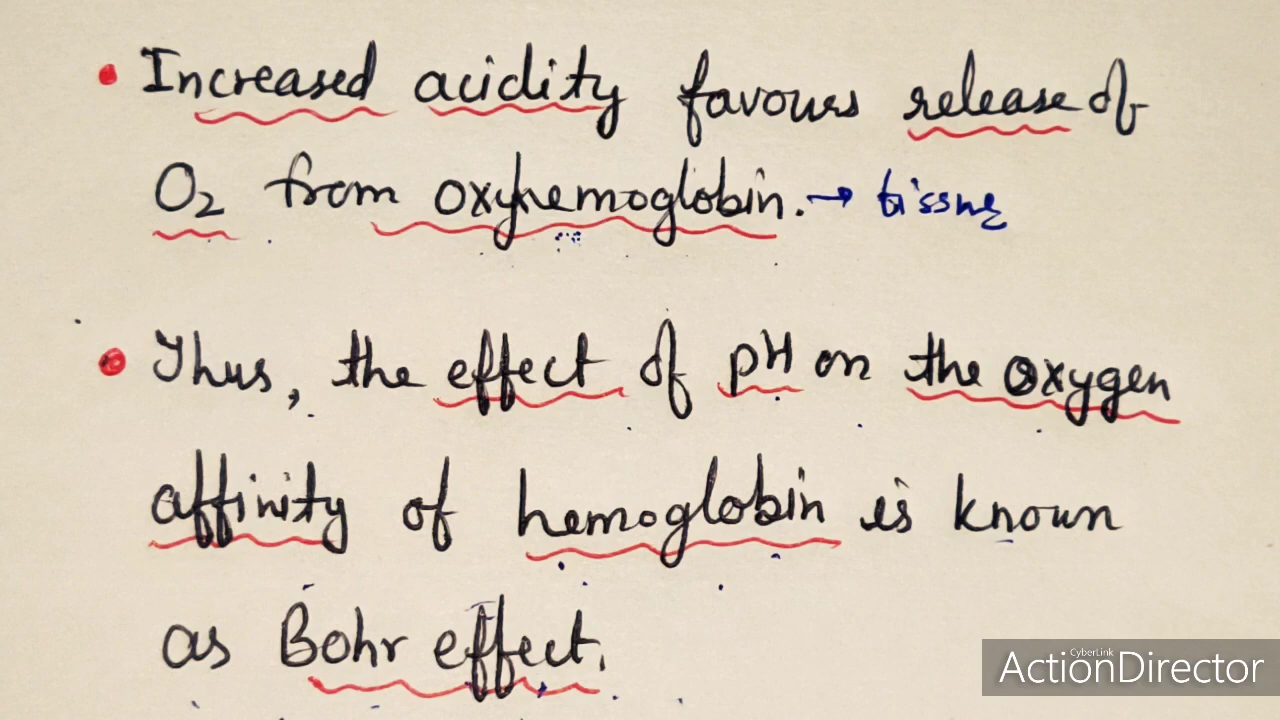 • Increased acidity favours release of
O2 from oxyhemoglobin. → tissue
• Thus, the effect of pH on the oxygen
affinity of hemoglobin is known
as Bohr effect.
CyberLink
ActionDirector